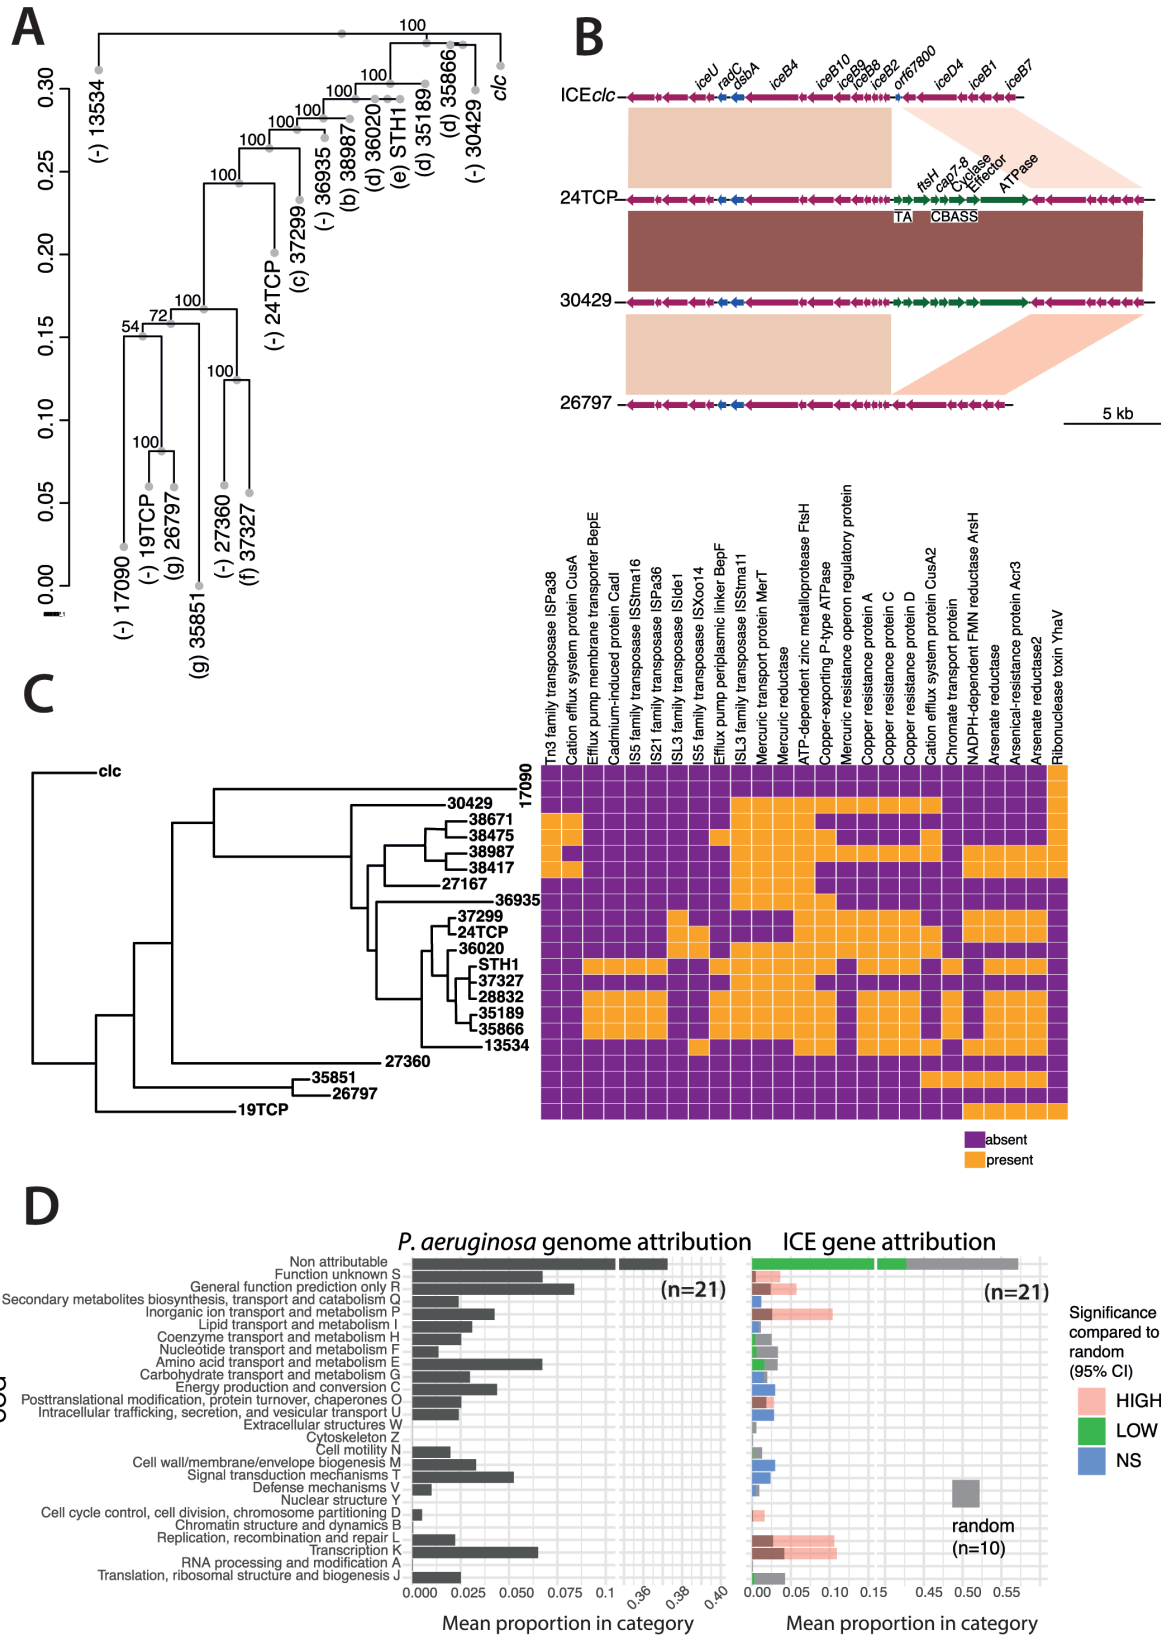 A
100
100
100
100
100
100
100
72
54
100
100
0.30
0.25
0.20
0.15
0.10
0.05
0.00
(-) 13534
clc
(-) 30429
(d) 35866
(d) 35189
(e) STH1
(d) 36020
(b) 38987
(-) 36935
(c) 37299
(-) 24TCP
(f) 37327
(-) 27360
(g) 35851
(g) 26797
(-) 19TCP
(-) 17090
B
iceU
radC
dsbA
iceB4
iceB10
iceB9
iceB8
iceB2
orf67800
iceD4
iceB1
iceB7
ICEclc
ftsH
cap7-8
Cyclase
Effector
ATPase
24TCP
TA
CBASS
30429
26797
5 kb
C
Tn3 family transposase ISPa38
Cation efflux system protein CusA
Efflux pump membrane transporter BepE
Cadmium-induced protein CadI
IS5 family transposase ISStma16
IS21 family transposase ISPa36
ISL3 family transposase ISIde1
IS5 family transposase ISXoo14
Efflux pump periplasmic linker BepF
ISL3 family transposase ISStma11
Mercuric transport protein MerT
Mercuric reductase
ATP-dependent zinc metalloprotease FtsH
Copper-exporting P-type ATPase
Mercuric resistance operon regulatory protein
Copper resistance protein A
Copper resistance protein C
Copper resistance protein D
Cation efflux system protein CusA2
Chromate transport protein
NADPH-dependent FMN reductase ArsH
Arsenate reductase
Arsenical-resistance protein Acr3
Arsenate reductase2
Ribonuclease toxin YhaV
clc
17090
30429
38671
38475
38987
38417
27167
36935
37299
24TCP
36020
STH1
37327
28832
35189
35866
13534
27360
35851
26797
19TCP
absent
present
D
P. aeruginosa genome attribution
ICE gene attribution
(n=21)
(n=21)
Non attributable
Function unknown S
General function prediction only R
Secondary metabolites biosynthesis, transport and catabolism Q
Inorganic ion transport and metabolism P
Lipid transport and metabolism I
Coenzyme transport and metabolism H
Nucleotide transport and metabolism F
Amino acid transport and metabolism E
Carbohydrate transport and metabolism G
Energy production and conversion C
Posttranslational modification, protein turnover, chaperones O
Intracellular trafficking, secretion, and vesicular transport U
Extracellular structures W
Cytoskeleton Z
Cell motility N
Cell wall/membrane/envelope biogenesis M
Signal transduction mechanisms T
Defense mechanisms V
Nuclear structure Y
Cell cycle control, cell division, chromosome partitioning D
Chromatin structure and dynamics B
Replication, recombination and repair L
Transcription K
RNA processing and modification A
Translation, ribosomal structure and biogenesis J
0.000 0.025 0.050 0.075 0.1 0.36 0.38 0.40
0.00 0.05 0.10 0.15 0.45 0.50 0.55
Mean proportion in category
Mean proportion in category
random
(n=10)
Significance
compared to
random
(95% CI)
HIGH
LOW
NS